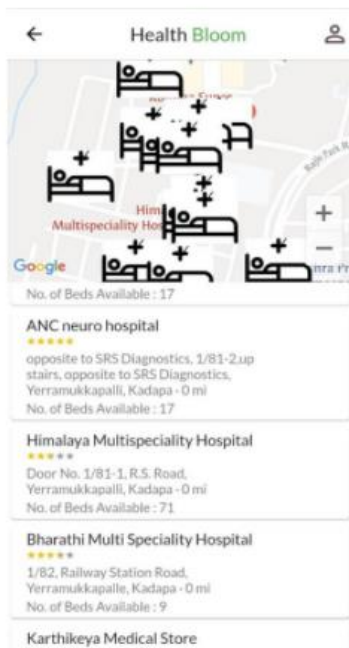 Health Bloom
Him
Multispeciality Hos
Google
No. of Beds Available : 17
ANC neuro hospital
opposite to SRS Diagnostics, 1/81-2,up
stairs, opposite to SRS Diagnostics,
Yerramukkapalli, Kadapa - 0 mi
No. of Beds Available : 17
Himalaya Multispeciality Hospital
Door No. 1/81-1, R.S. Road,
Yerramukkapalli, Kadapa - 0 mi
No. of Beds Available : 71
Bharathi Multi Speciality Hospital
1/82, Railway Station Road,
Yerramukkapalle, Kadapa - 0 mi
No. of Beds Available : 9
Karthikeya Medical Store